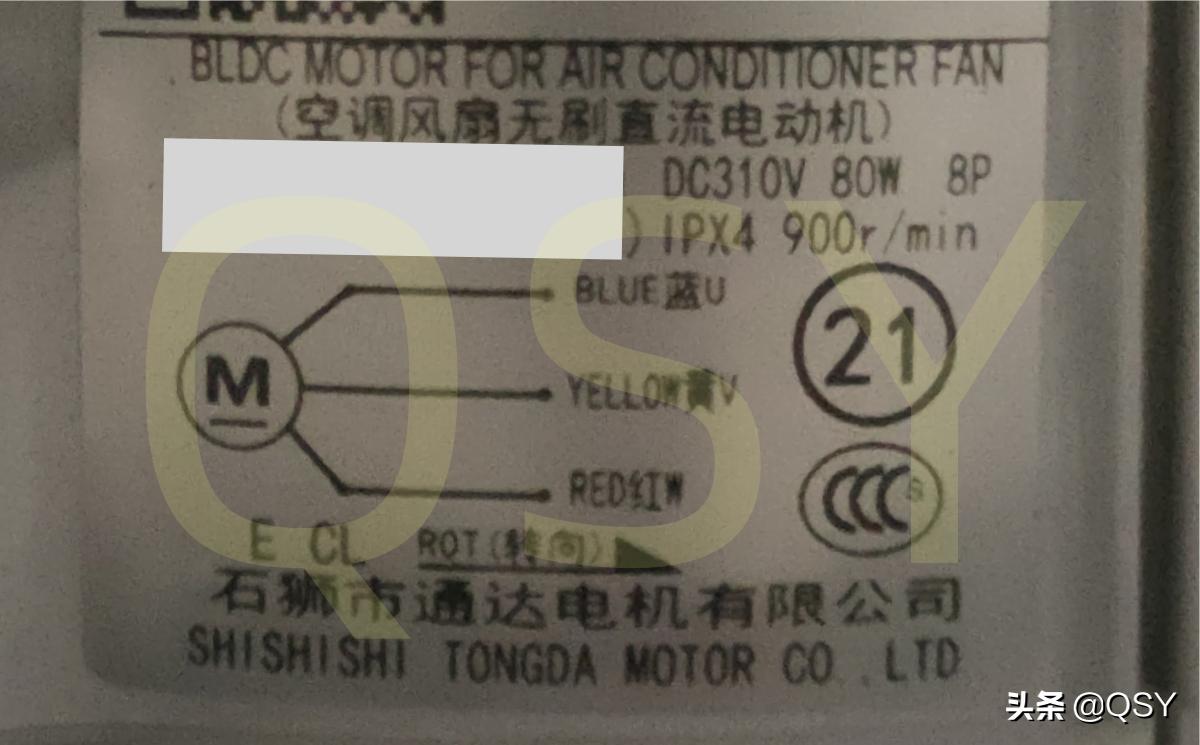 BLDC MOTOR FOR AIR CONDITIONER FAN
(空调风扇无刷直流电动机)
DC310V 80W 8P
) IPX4 900r/min
BLUE蓝U
21
M
YELLOW黄V
RED红W
CCC S
E CL ROT(转向)
石狮市通达电机有限公司
SHISHISHI TONGDA MOTOR CO.LTD
QSY
头条 @QSY